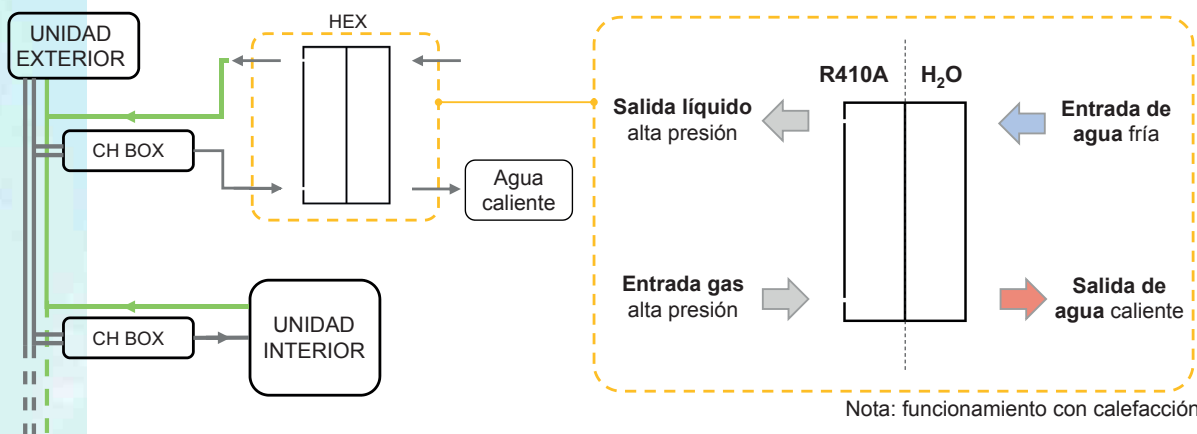 UNIDAD
EXTERIOR
HEX
CH BOX
Agua
caliente
CH BOX
UNIDAD
INTERIOR
R410A
H₂O
Salida líquido
alta presión
Entrada de
agua fría
Entrada gas
alta presión
Salida de
agua caliente
Nota: funcionamiento con calefacción